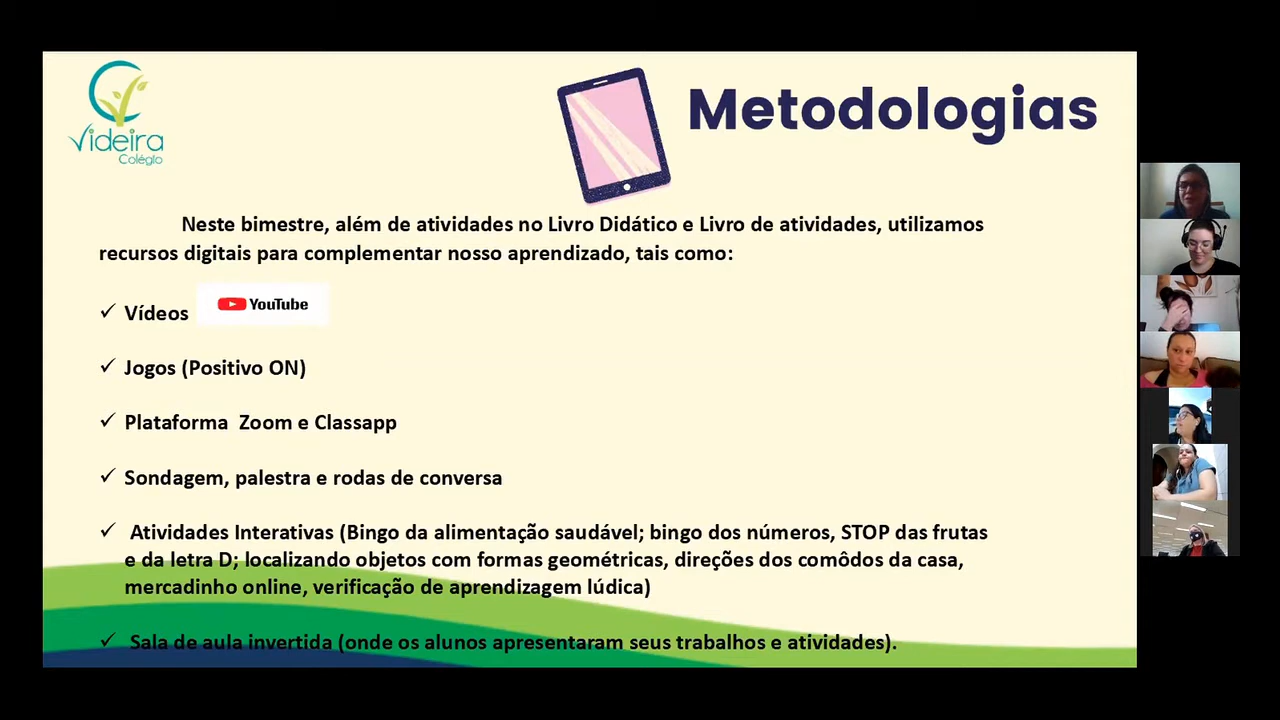 Videira
Colégio
Metodologias
Neste bimestre, além de atividades no Livro Didático e Livro de atividades, utilizamos
recursos digitais para complementar nosso aprendizado, tais como:
✓ Vídeos YouTube
✓ Jogos (Positivo ON)
✓ Plataforma Zoom e Classapp
✓ Sondagem, palestra e rodas de conversa
✓ Atividades Interativas (Bingo da alimentação saudável; bingo dos números, STOP das frutas
e da letra D; localizando objetos com formas geométricas, direções dos comôdos da casa,
mercadinho online, verificação de aprendizagem lúdica)
✓ Sala de aula invertida (onde os alunos apresentaram seus trabalhos e atividades).